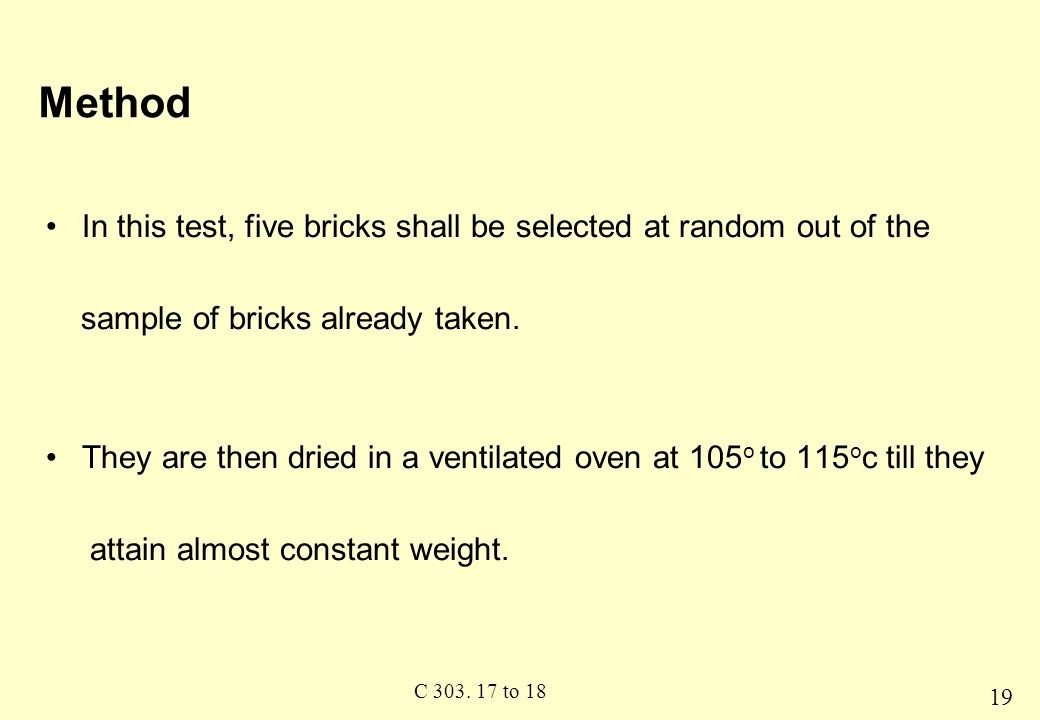 Method
• In this test, five bricks shall be selected at random out of the
sample of bricks already taken.
• They are then dried in a ventilated oven at 105º to 115ºc till they
attain almost constant weight.
C 303. 17 to 18
19